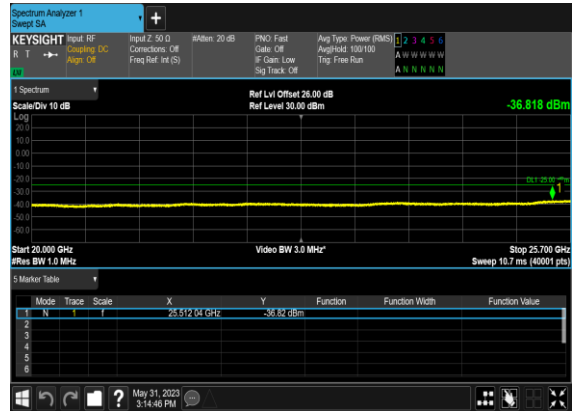 Spectrum Analyzer 1
Swept SA
KEYSIGHT Input: RF Input Z: 50 Ω #Atten: 20 dB PNO: Fast Avg Type: Power (RMS) 1 2 3 4 5 6
R T Coupling: DC Corrections: Off Gate: Off Avg|Hold: 100/100 A W W W W W
Align: Off Freq Ref: Int (S) IF Gain: Low Trig: Free Run
Sig Track: Off A N N N N N
1 Spectrum Ref Lvl Offset 26.00 dB
Scale/Div 10 dB Ref Level 30.00 dBm -36.818 dBm
Log
20.0
10.0
0.00
-10.0
-20.0 DL1 -25.00 dBm
-30.0 1
-40.0
-50.0
-60.0
Start 20.000 GHz Video BW 3.0 MHz* Stop 25.700 GHz
#Res BW 1.0 MHz Sweep 10.7 ms (40001 pts)
5 Marker Table
Mode Trace Scale X Y Function Function Width Function Value
1 N 1 f 25.512 04 GHz -36.82 dBm
2
3
4
5
6
? May 31, 2023
3:14:46 PM